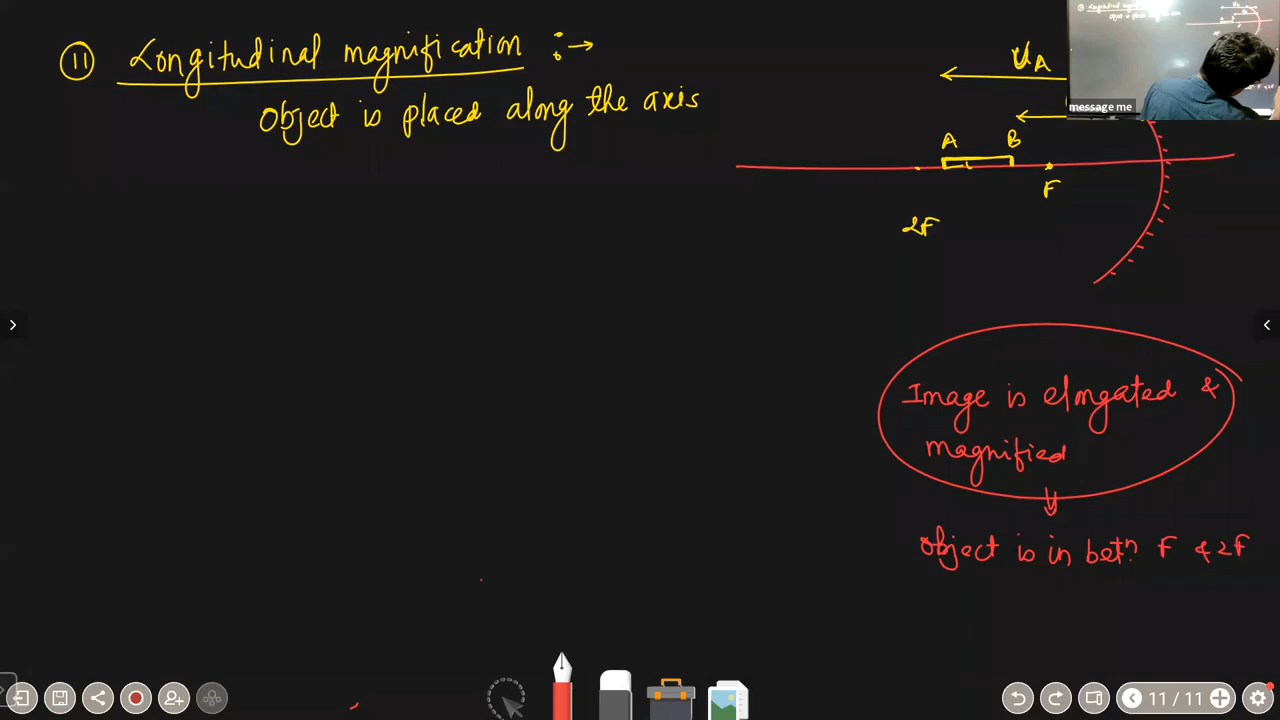 11 Longitudinal magnification :→
Object is placed along the axis
u_A
message me
A B
F
2F
Image is elongated &
magnified
Object is in betn. F & 2F
11 / 11